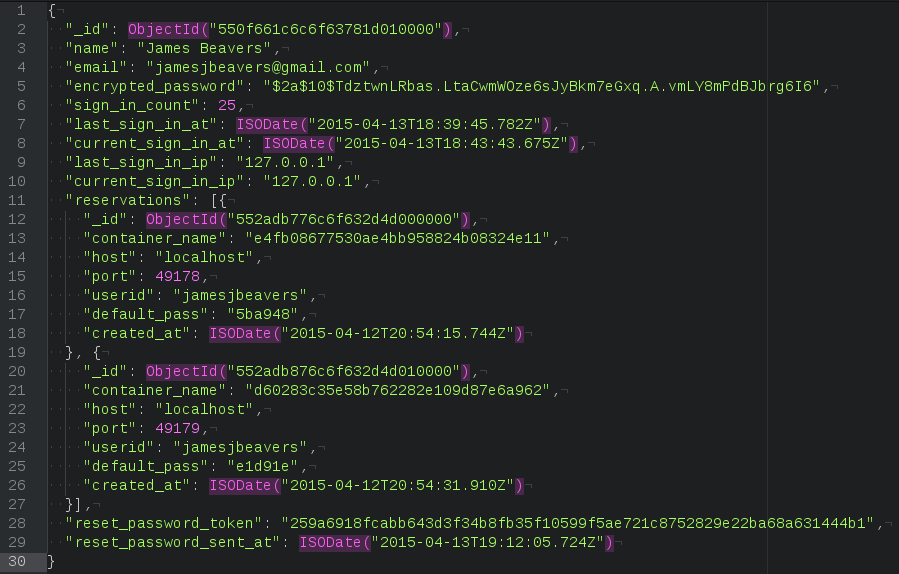 1 {
2 "_id": ObjectId("550f661c6c6f63781d010000"),
3 "name": "James Beavers",
4 "email": "jamesjbeavers@gmail.com",
5 "encrypted_password": "$2a$10$TdztwnLRbas.LtaCwmWOze6sJyBkm7eGxq.A.vmLY8mPdBJbrg6I6",
6 "sign_in_count": 25,
7 "last_sign_in_at": ISODate("2015-04-13T18:39:45.782Z"),
8 "current_sign_in_at": ISODate("2015-04-13T18:43:43.675Z"),
9 "last_sign_in_ip": "127.0.0.1",
10 "current_sign_in_ip": "127.0.0.1",
11 "reservations": [{
12 "_id": ObjectId("552adb776c6f632d4d000000"),
13 "container_name": "e4fb08677530ae4bb958824b08324e11",
14 "host": "localhost",
15 "port": 49178,
16 "userid": "jamesjbeavers",
17 "default_pass": "5ba948",
18 "created_at": ISODate("2015-04-12T20:54:15.744Z")
19 }, {
20 "_id": ObjectId("552adb876c6f632d4d010000"),
21 "container_name": "d60283c35e58b762282e109d87e6a962",
22 "host": "localhost",
23 "port": 49179,
24 "userid": "jamesjbeavers",
25 "default_pass": "e1d91e",
26 "created_at": ISODate("2015-04-12T20:54:31.910Z")
27 }],
28 "reset_password_token": "259a6918fcabb643d3f34b8fb35f10599f5ae721c8752829e22ba68a631444b1",
29 "reset_password_sent_at": ISODate("2015-04-13T19:12:05.724Z")
30 }